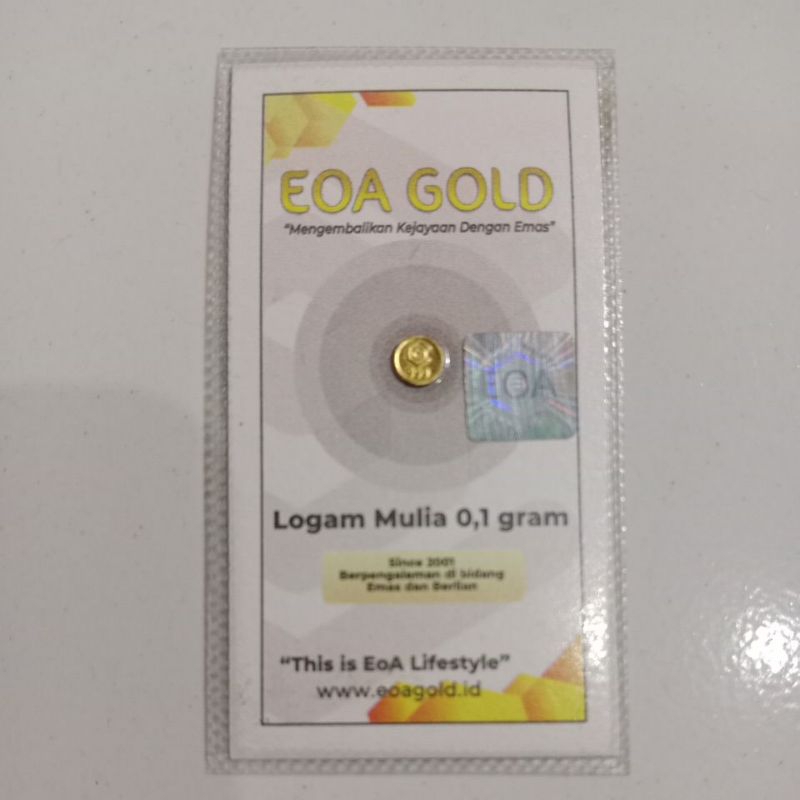 EOA GOLD
"Mengembalikan Kejayaan Dengan Emas"
EOA
Logam Mulia 0,1 gram
Since 2001
Berpengalaman di bidang
Emas dan Berlian
"This is EoA Lifestyle"
www.eoagold.id